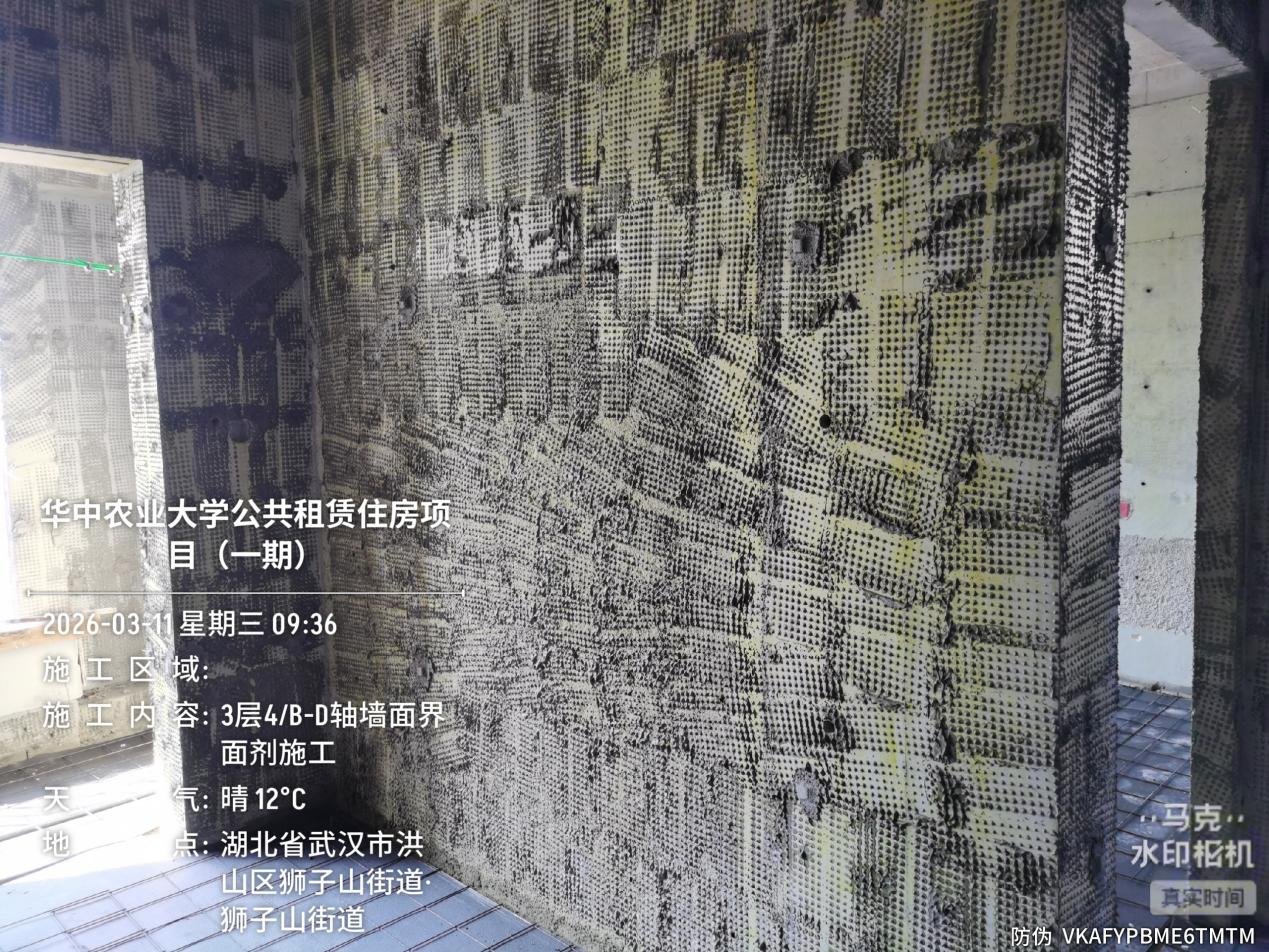 华中农业大学公共租赁住房项
目（一期）
2026-03-11 星期三 09:36
施工区域:
施工内容: 3层4/B-D轴墙面界
面剂施工
天气: 晴 12°C
地点: 湖北省武汉市洪
山区狮子山街道·
狮子山街道
马克
水印相机
真实时间
防伪 VKAFYPBME6TMTM